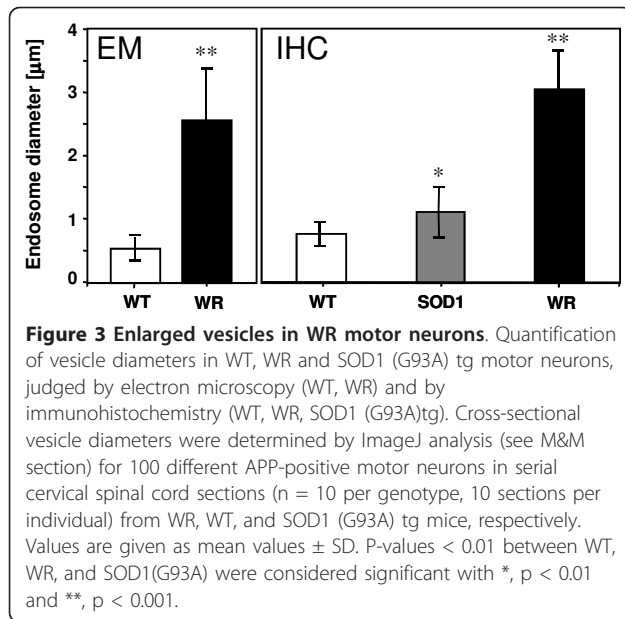 EM
IHC
**
**
*
Endosome diameter [µm]
4
3
2
1
0
WT
WR
WT
SOD1
WR
Figure 3 Enlarged vesicles in WR motor neurons. Quantification
of vesicle diameters in WT, WR and SOD1 (G93A) tg motor neurons,
judged by electron microscopy (WT, WR) and by
immunohistochemistry (WT, WR, SOD1 (G93A)tg). Cross-sectional
vesicle diameters were determined by ImageJ analysis (see M&M
section) for 100 different APP-positive motor neurons in serial
cervical spinal cord sections (n = 10 per genotype, 10 sections per
individual) from WR, WT, and SOD1 (G93A) tg mice, respectively.
Values are given as mean values ± SD. P-values < 0.01 between WT,
WR, and SOD1(G93A) were considered significant with *, p < 0.01
and **, p < 0.001.